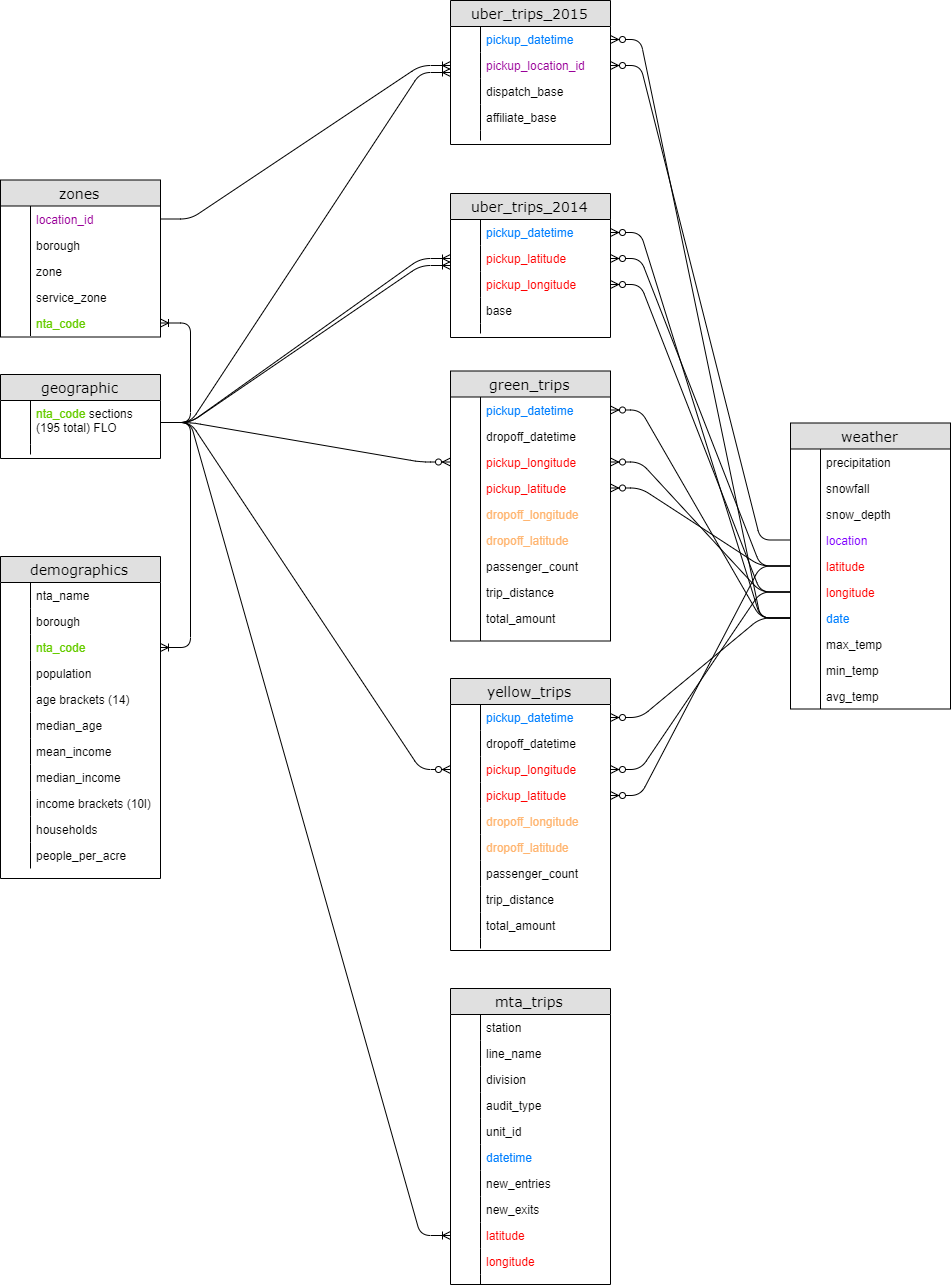 uber_trips_2015
pickup_datetime
pickup_location_id
dispatch_base
affiliate_base
zones
location_id
borough
zone
service_zone
nta_code
uber_trips_2014
pickup_datetime
pickup_latitude
pickup_longitude
base
geographic
nta_code sections
(195 total) FLO
green_trips
pickup_datetime
dropoff_datetime
pickup_longitude
pickup_latitude
dropoff_longitude
dropoff_latitude
passenger_count
trip_distance
total_amount
weather
precipitation
snowfall
snow_depth
location
latitude
longitude
date
max_temp
min_temp
avg_temp
demographics
nta_name
borough
nta_code
population
age brackets (14)
median_age
mean_income
median_income
income brackets (10l)
households
people_per_acre
yellow_trips
pickup_datetime
dropoff_datetime
pickup_longitude
pickup_latitude
dropoff_longitude
dropoff_latitude
passenger_count
trip_distance
total_amount
mta_trips
station
line_name
division
audit_type
unit_id
datetime
new_entries
new_exits
latitude
longitude